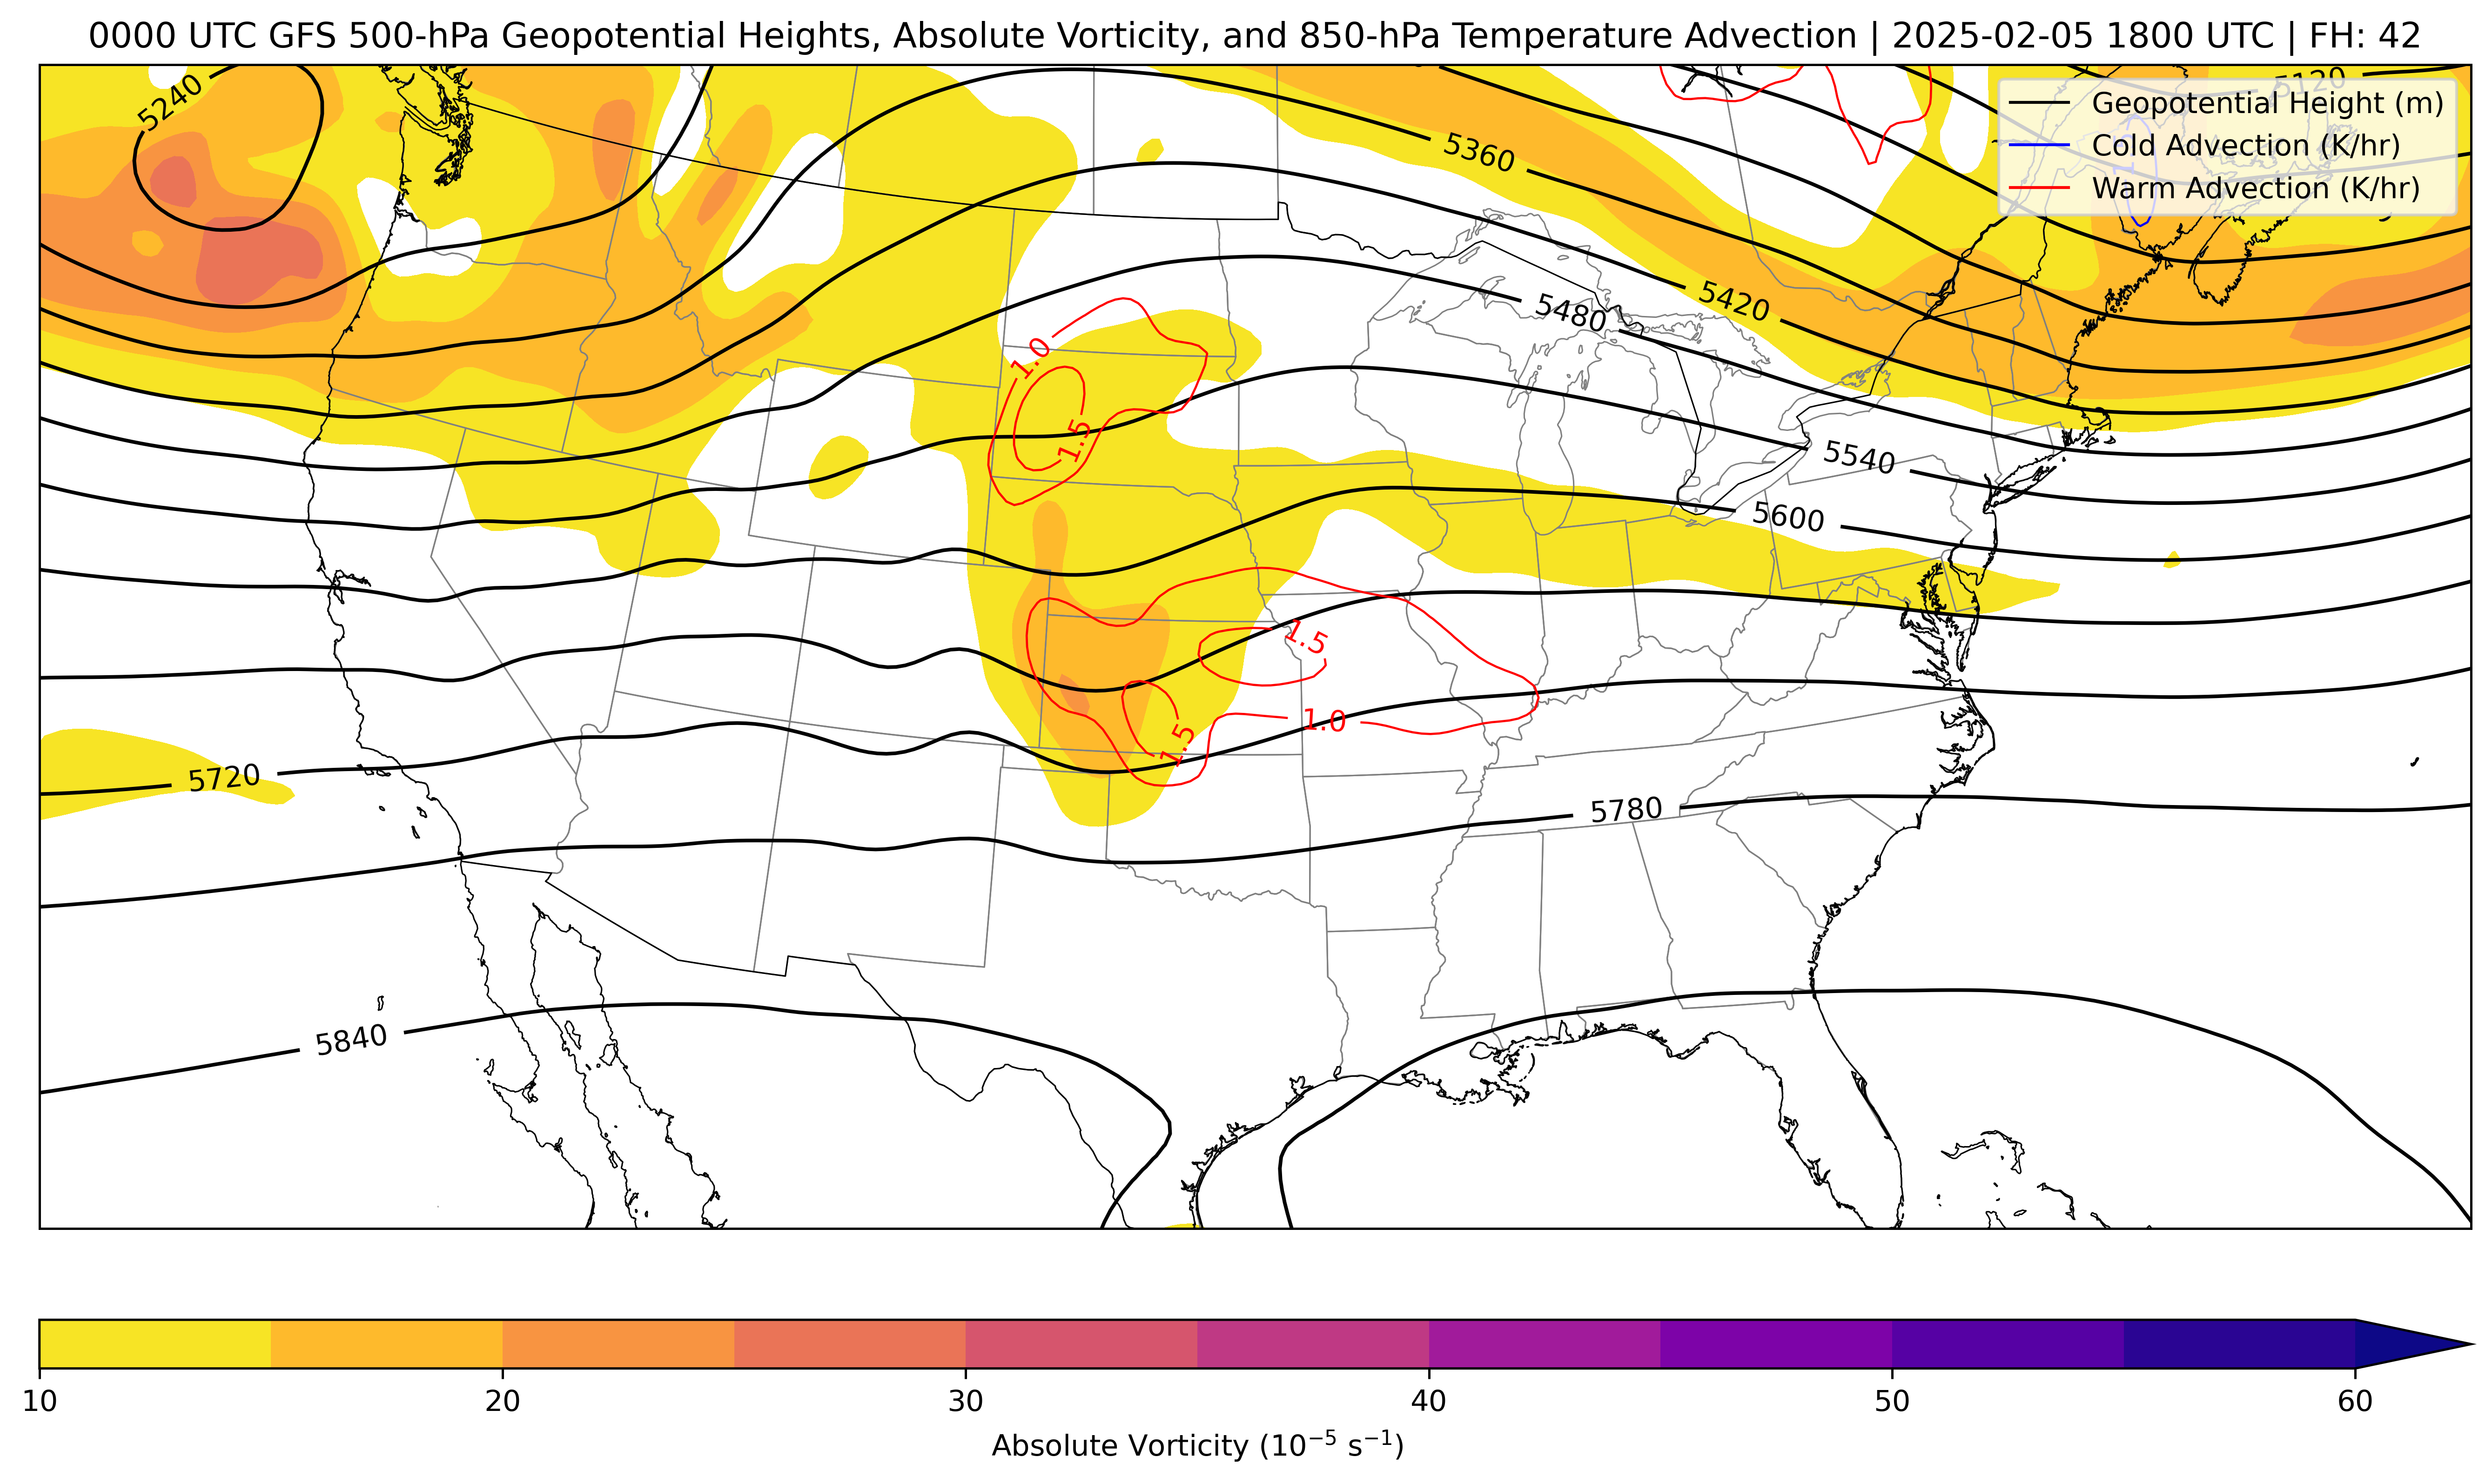 0000 UTC GFS 500-hPa Geopotential Heights, Absolute Vorticity, and 850-hPa Temperature Advection | 2025-02-05 1800 UTC | FH: 42
5240
5120
Geopotential Height (m)
Cold Advection (K/hr)
Warm Advection (K/hr)
5360
5420
5480
1.0
1.5
5540
5600
1.5
1.0
1.5
5720
5780
5840
10 20 30 40 50 60
Absolute Vorticity (10⁻⁵ s⁻¹)